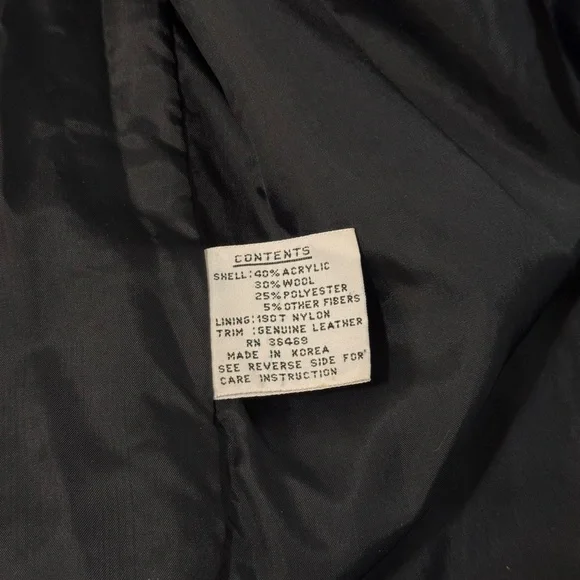 CONTENTS
SHELL:40% ACRYLIC
30% WOOL
25% POLYESTER
5% OTHER FIBERS
LINING:190T NYLON
TRIM :GENUINE LEATHER
RN 36469
MADE IN KOREA
SEE REVERSE SIDE FOR
CARE INSTRUCTION